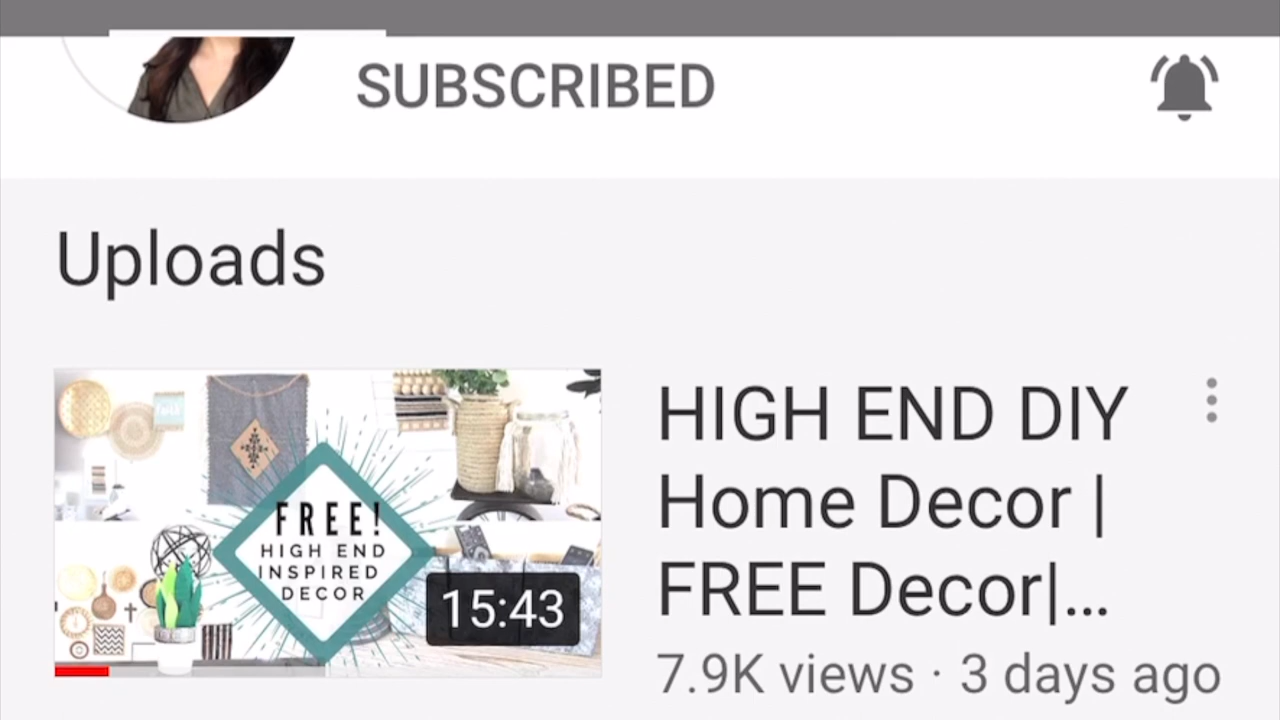 SUBSCRIBED
Uploads
FREE!
HIGH END
INSPIRED
DECOR
15:43
HIGH END DIY
Home Decor |
FREE Decor|...
7.9K views · 3 days ago